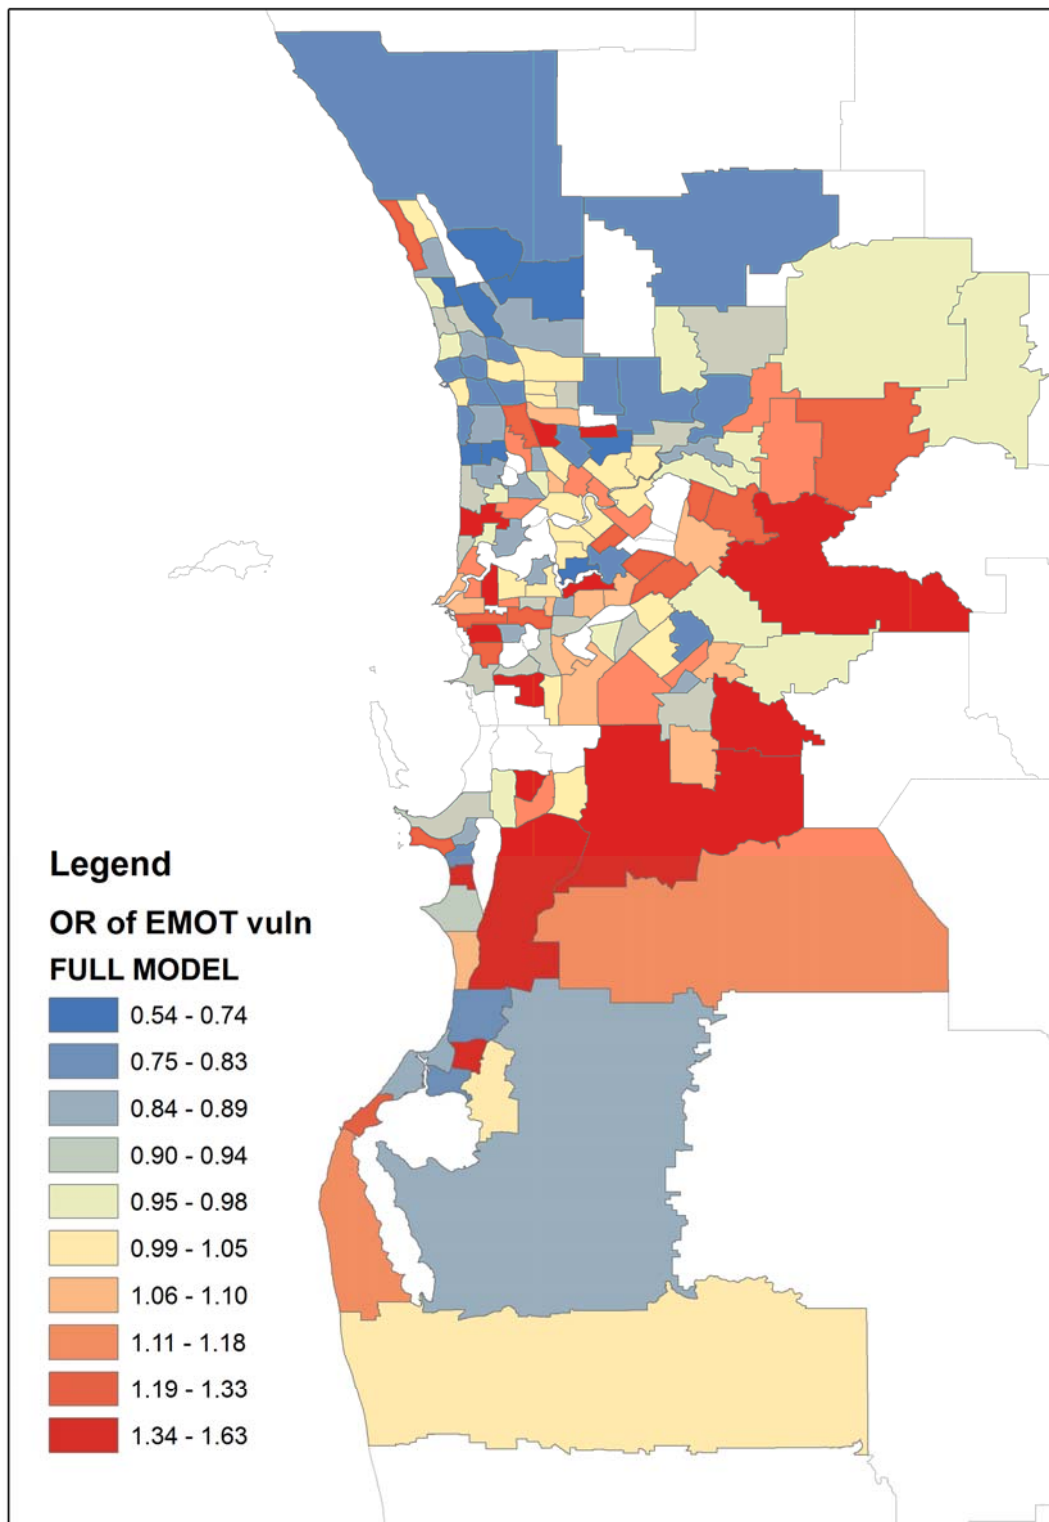 Legend
OR of EMOT vuln
FULL MODEL
0.54 - 0.74
0.75 - 0.83
0.84 - 0.89
0.90 - 0.94
0.95 - 0.98
0.99 - 1.05
1.06 - 1.10
1.11 - 1.18
1.19 - 1.33
1.34 - 1.63